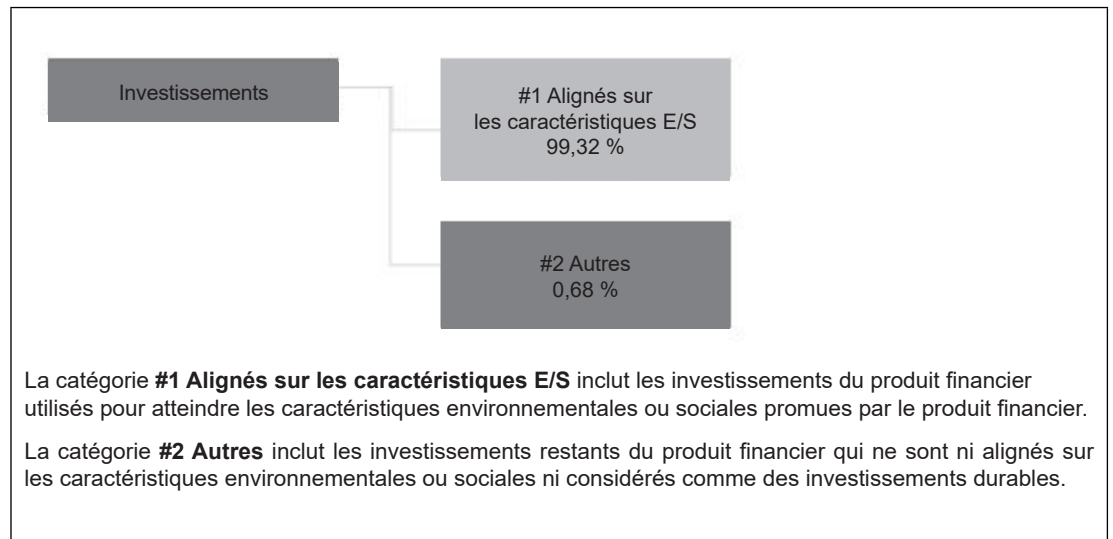 Investissements
#1 Alignés sur
les caractéristiques E/S
99,32 %
#2 Autres
0,68 %
La catégorie #1 Alignés sur les caractéristiques E/S inclut les investissements du produit financier
utilisés pour atteindre les caractéristiques environnementales ou sociales promues par le produit financier.
La catégorie #2 Autres inclut les investissements restants du produit financier qui ne sont ni alignés sur
les caractéristiques environnementales ou sociales ni considérés comme des investissements durables.